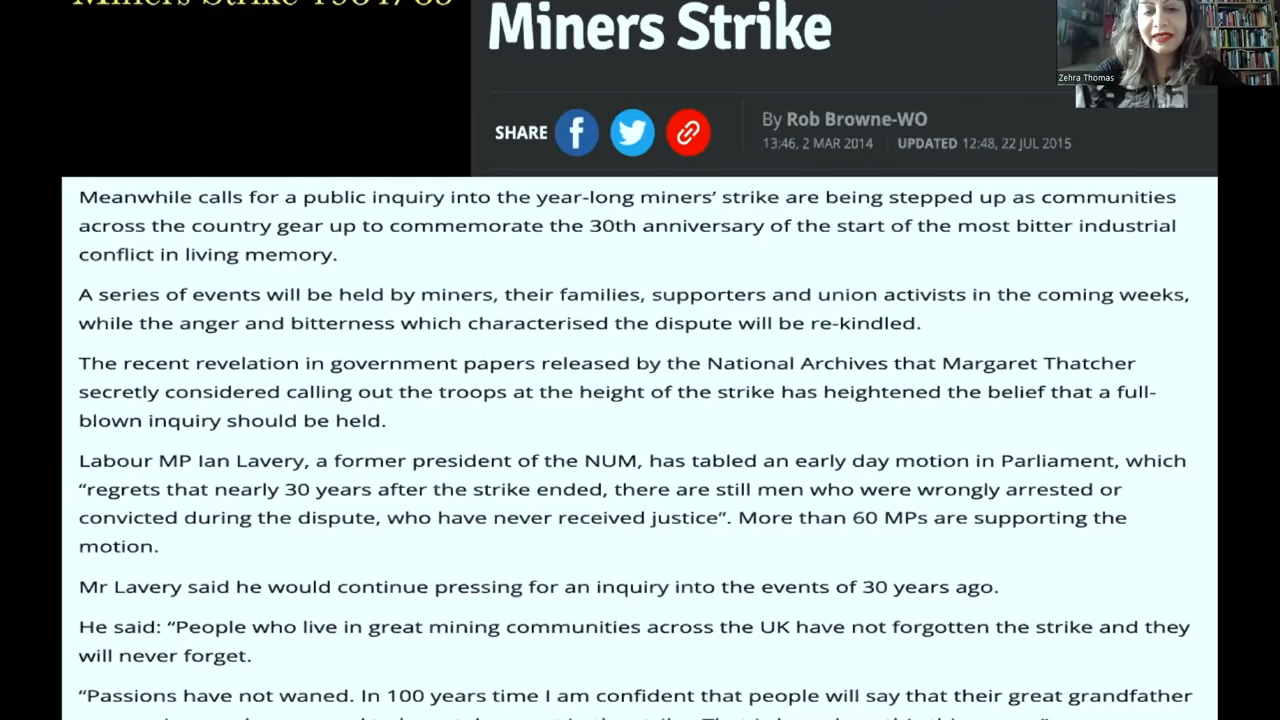 Miners Strike 1984/85
Miners Strike
Zehra Thomas
SHARE
By Rob Browne-WO
13:46, 2 MAR 2014 UPDATED 12:48, 22 JUL 2015
Meanwhile calls for a public inquiry into the year-long miners’ strike are being stepped up as communities
across the country gear up to commemorate the 30th anniversary of the start of the most bitter industrial
conflict in living memory.
A series of events will be held by miners, their families, supporters and union activists in the coming weeks,
while the anger and bitterness which characterised the dispute will be re-kindled.
The recent revelation in government papers released by the National Archives that Margaret Thatcher
secretly considered calling out the troops at the height of the strike has heightened the belief that a full-
blown inquiry should be held.
Labour MP Ian Lavery, a former president of the NUM, has tabled an early day motion in Parliament, which
“regrets that nearly 30 years after the strike ended, there are still men who were wrongly arrested or
convicted during the dispute, who have never received justice”. More than 60 MPs are supporting the
motion.
Mr Lavery said he would continue pressing for an inquiry into the events of 30 years ago.
He said: “People who live in great mining communities across the UK have not forgotten the strike and they
will never forget.
“Passions have not waned. In 100 years time I am confident that people will say that their great grandfather